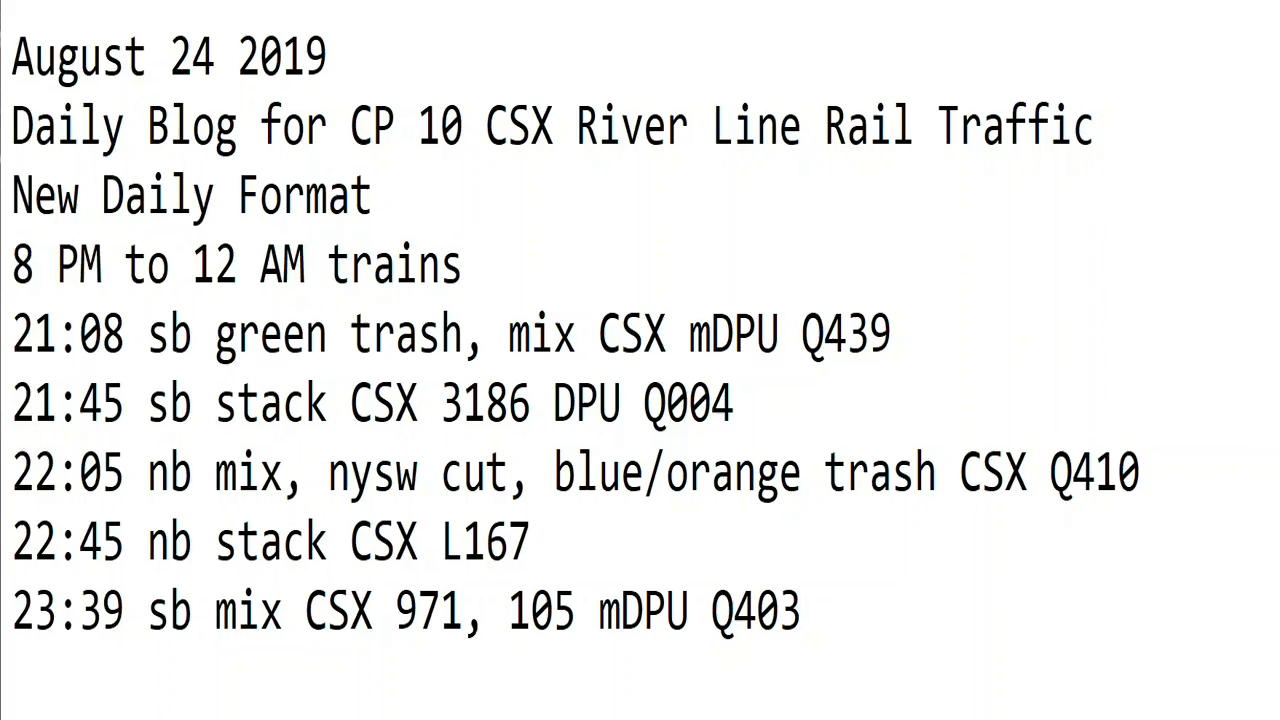 August 24 2019
Daily Blog for CP 10 CSX River Line Rail Traffic
New Daily Format
8 PM to 12 AM trains
21:08 sb green trash, mix CSX mDPU Q439
21:45 sb stack CSX 3186 DPU Q004
22:05 nb mix, nysw cut, blue/orange trash CSX Q410
22:45 nb stack CSX L167
23:39 sb mix CSX 971, 105 mDPU Q403